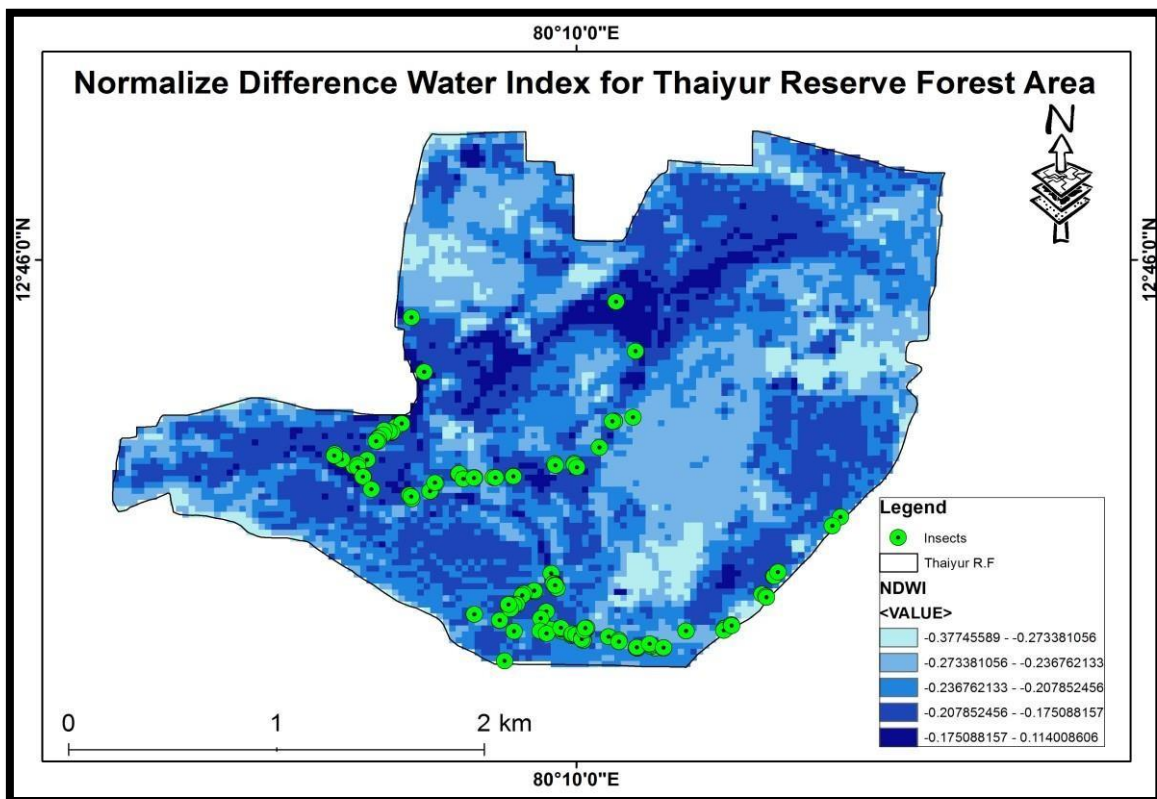 80°10'0"E
Normalize Difference Water Index for Thaiyur Reserve Forest Area
N
12°46'0"N
12°46'0"N
Legend
Insects
Thaiyur R.F
NDWI
<VALUE>
-0.37745589 - -0.273381056
-0.273381056 - -0.236762133
-0.236762133 - -0.207852456
-0.207852456 - -0.175088157
-0.175088157 - 0.114008606
0 1 2 km
80°10'0"E